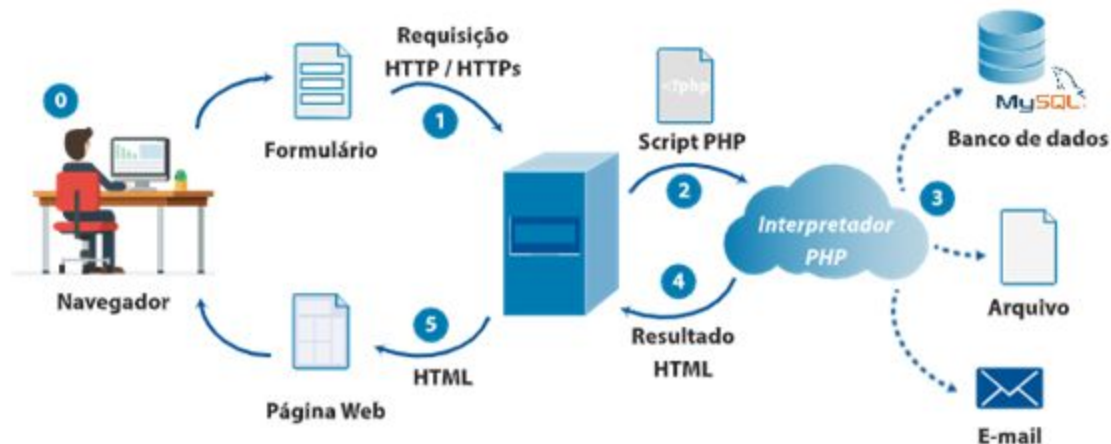 0
Navegador
Formulário
Requisição
HTTP / HTTPs
1
<?php
Script PHP
2
Interpretador
PHP
3
MySQL
Banco de dados
Arquivo
E-mail
4
Resultado
HTML
5
HTML
Página Web